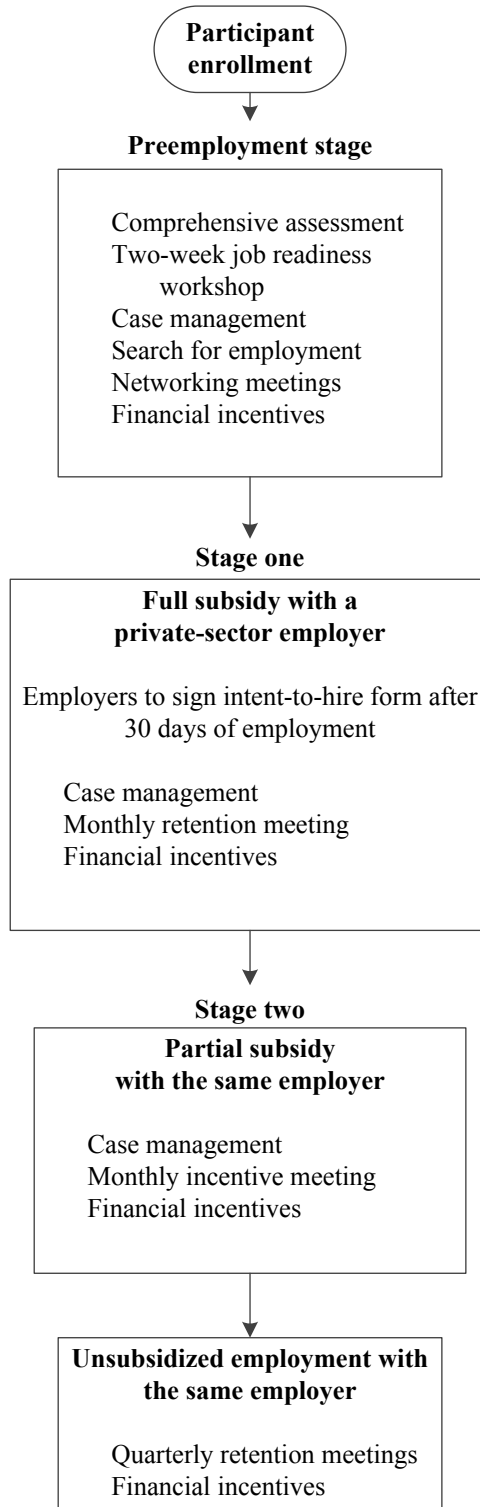 Participant
enrollment
Preemployment stage
Comprehensive assessment
Two-week job readiness
workshop
Case management
Search for employment
Networking meetings
Financial incentives
Stage one
Full subsidy with a
private-sector employer
Employers to sign intent-to-hire form after
30 days of employment
Case management
Monthly retention meeting
Financial incentives
Stage two
Partial subsidy
with the same employer
Case management
Monthly incentive meeting
Financial incentives
Unsubsidized employment with
the same employer
Quarterly retention meetings
Financial incentives